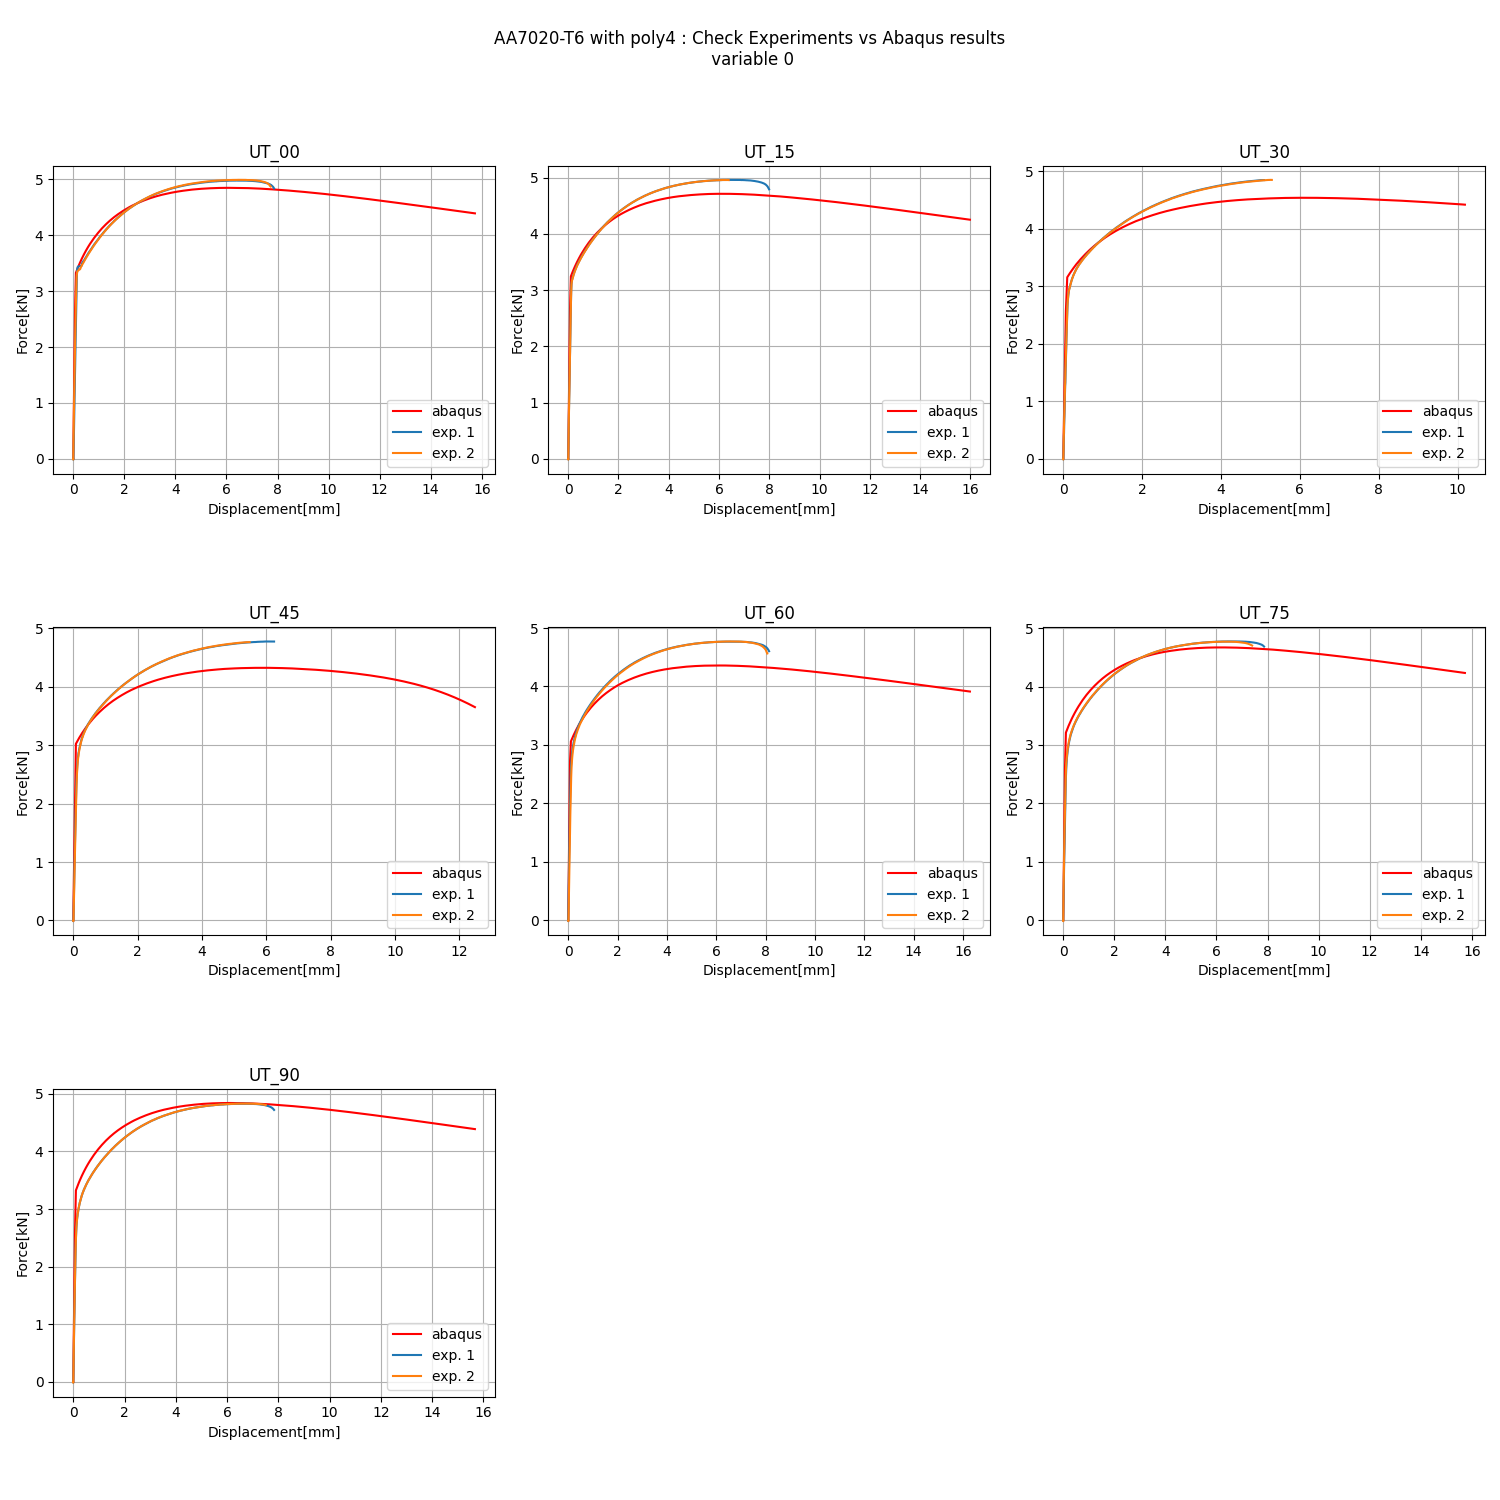 AA7020-T6 with poly4 : Check Experiments vs Abaqus results
variable 0
UT_00
Force[kN]
5
4
3
2
1
0
0 2 4 6 8 10 12 14 16
Displacement[mm]
abaqus
exp. 1
exp. 2
UT_15
Force[kN]
5
4
3
2
1
0
0 2 4 6 8 10 12 14 16
Displacement[mm]
abaqus
exp. 1
exp. 2
UT_30
Force[kN]
5
4
3
2
1
0
0 2 4 6 8 10
Displacement[mm]
abaqus
exp. 1
exp. 2
UT_45
Force[kN]
5
4
3
2
1
0
0 2 4 6 8 10 12
Displacement[mm]
abaqus
exp. 1
exp. 2
UT_60
Force[kN]
5
4
3
2
1
0
0 2 4 6 8 10 12 14 16
Displacement[mm]
abaqus
exp. 1
exp. 2
UT_75
Force[kN]
5
4
3
2
1
0
0 2 4 6 8 10 12 14 16
Displacement[mm]
abaqus
exp. 1
exp. 2
UT_90
Force[kN]
5
4
3
2
1
0
0 2 4 6 8 10 12 14 16
Displacement[mm]
abaqus
exp. 1
exp. 2